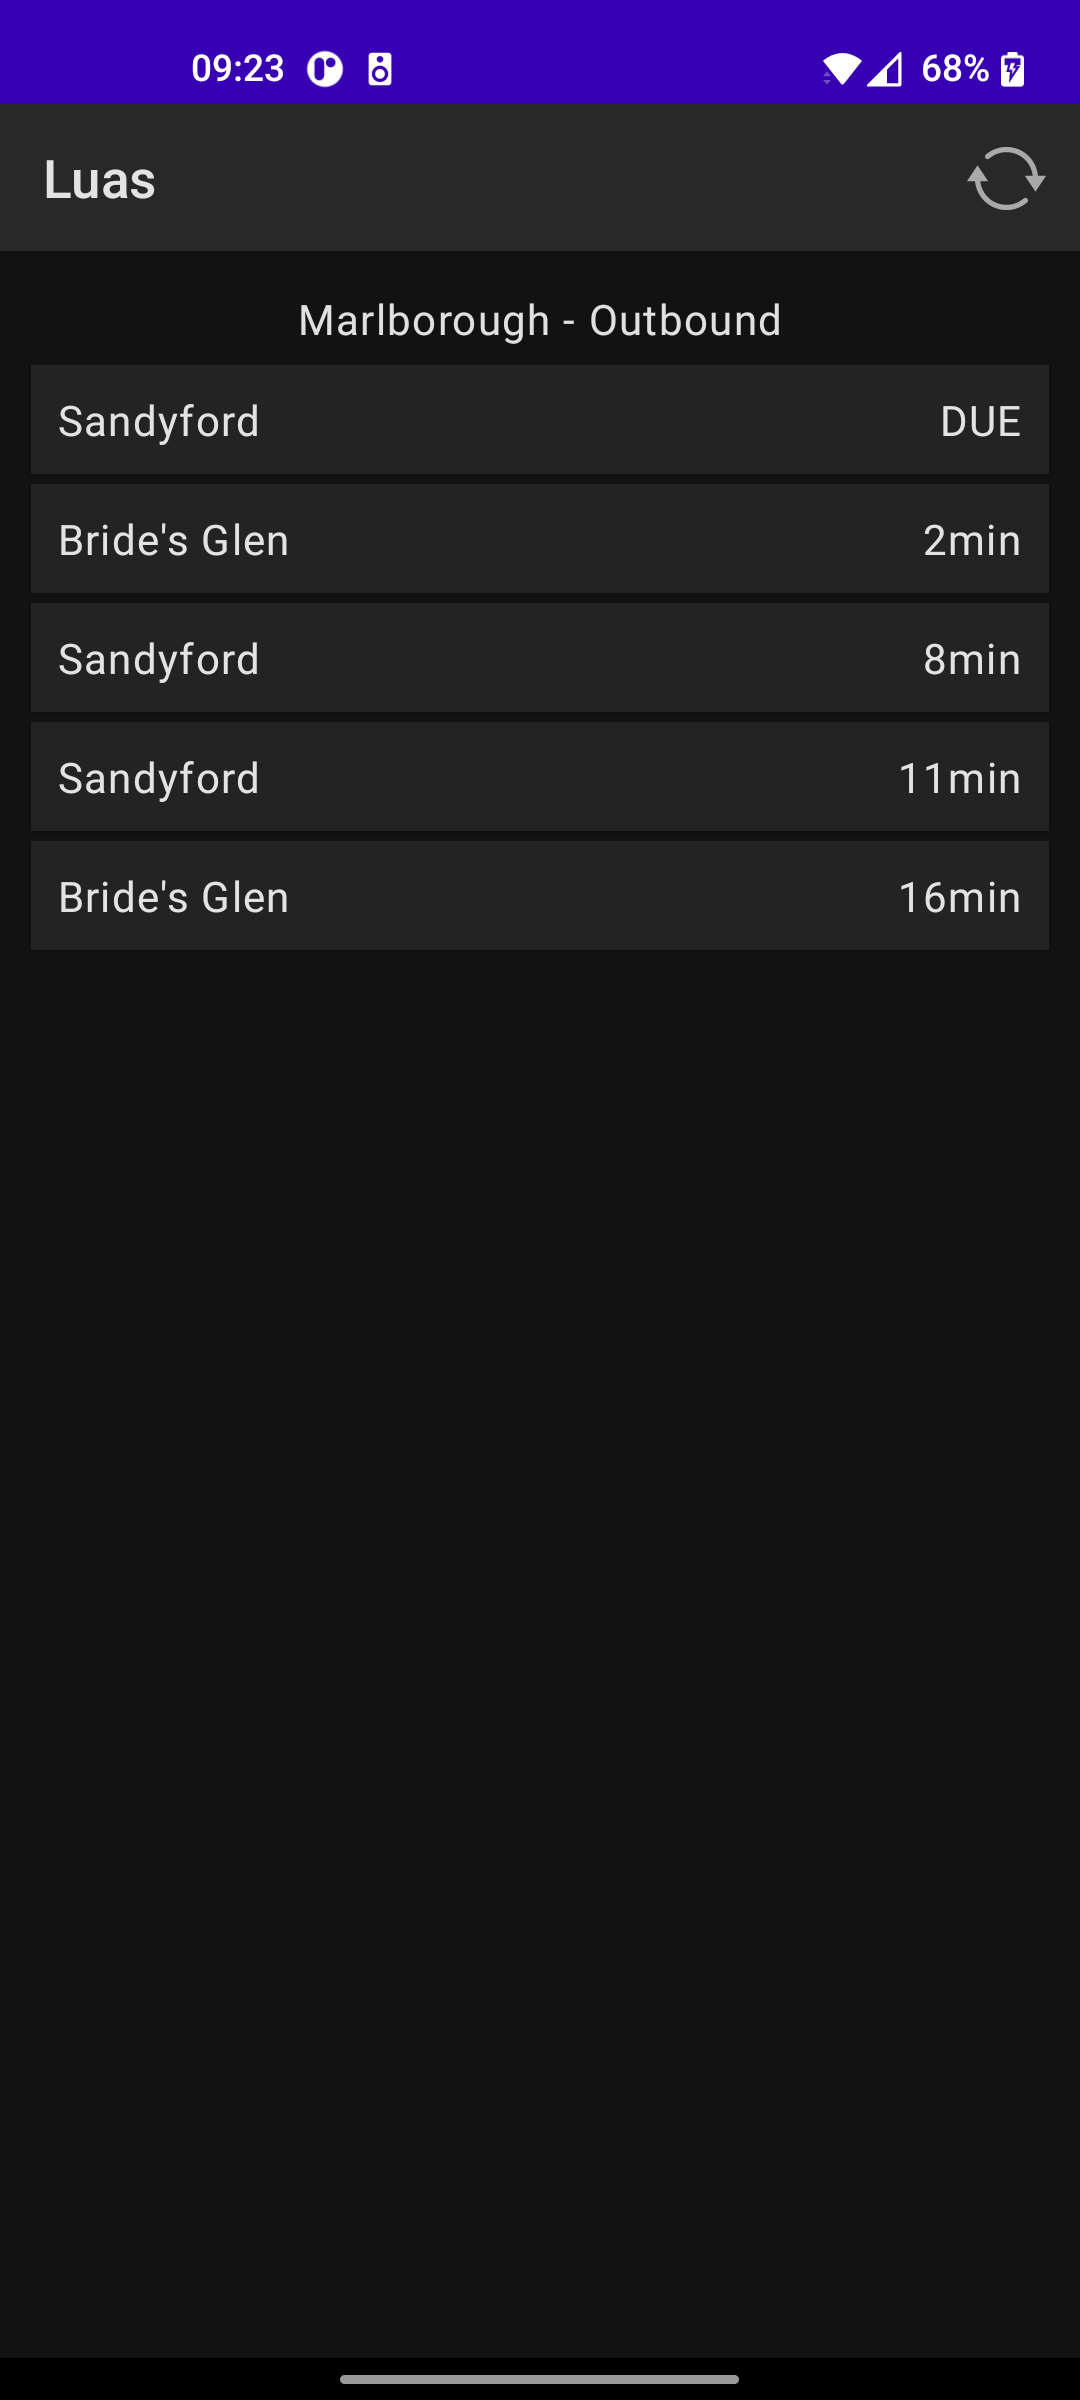 09:23 68%
Luas
Marlborough - Outbound
Sandyford DUE
Bride's Glen 2min
Sandyford 8min
Sandyford 11min
Bride's Glen 16min